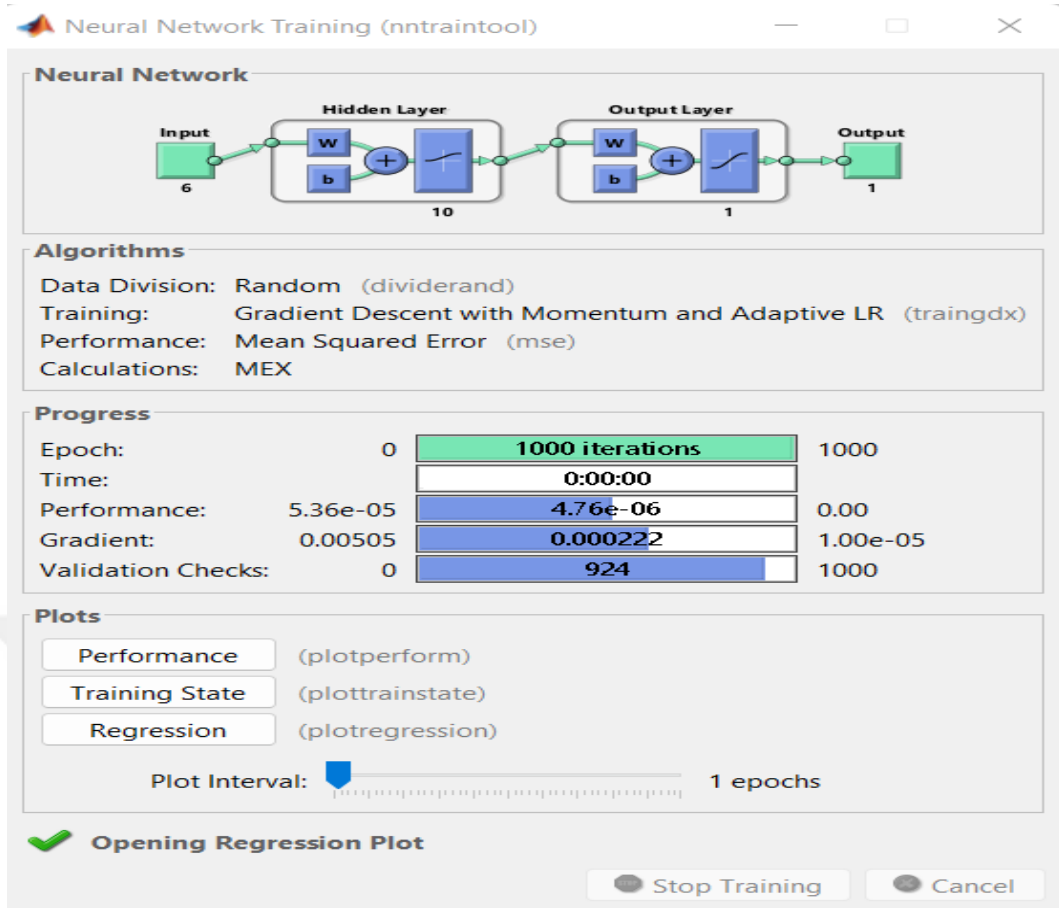 Neural Network Training (nntraintool)
Neural Network
Hidden Layer
Output Layer
Input
Output
W
b
+
W
b
+
6
10
1
1
Algorithms
Data Division: Random (dividerand)
Training: Gradient Descent with Momentum and Adaptive LR (traingdx)
Performance: Mean Squared Error (mse)
Calculations: MEX
Progress
Epoch: 0 1000 iterations 1000
Time: 0:00:00
Performance: 5.36e-05 4.76e-06 0.00
Gradient: 0.00505 0.000222 1.00e-05
Validation Checks: 0 924 1000
Plots
Performance (plotperform)
Training State (plottrainstate)
Regression (plotregression)
Plot Interval: 1 epochs
Opening Regression Plot
Stop Training Cancel